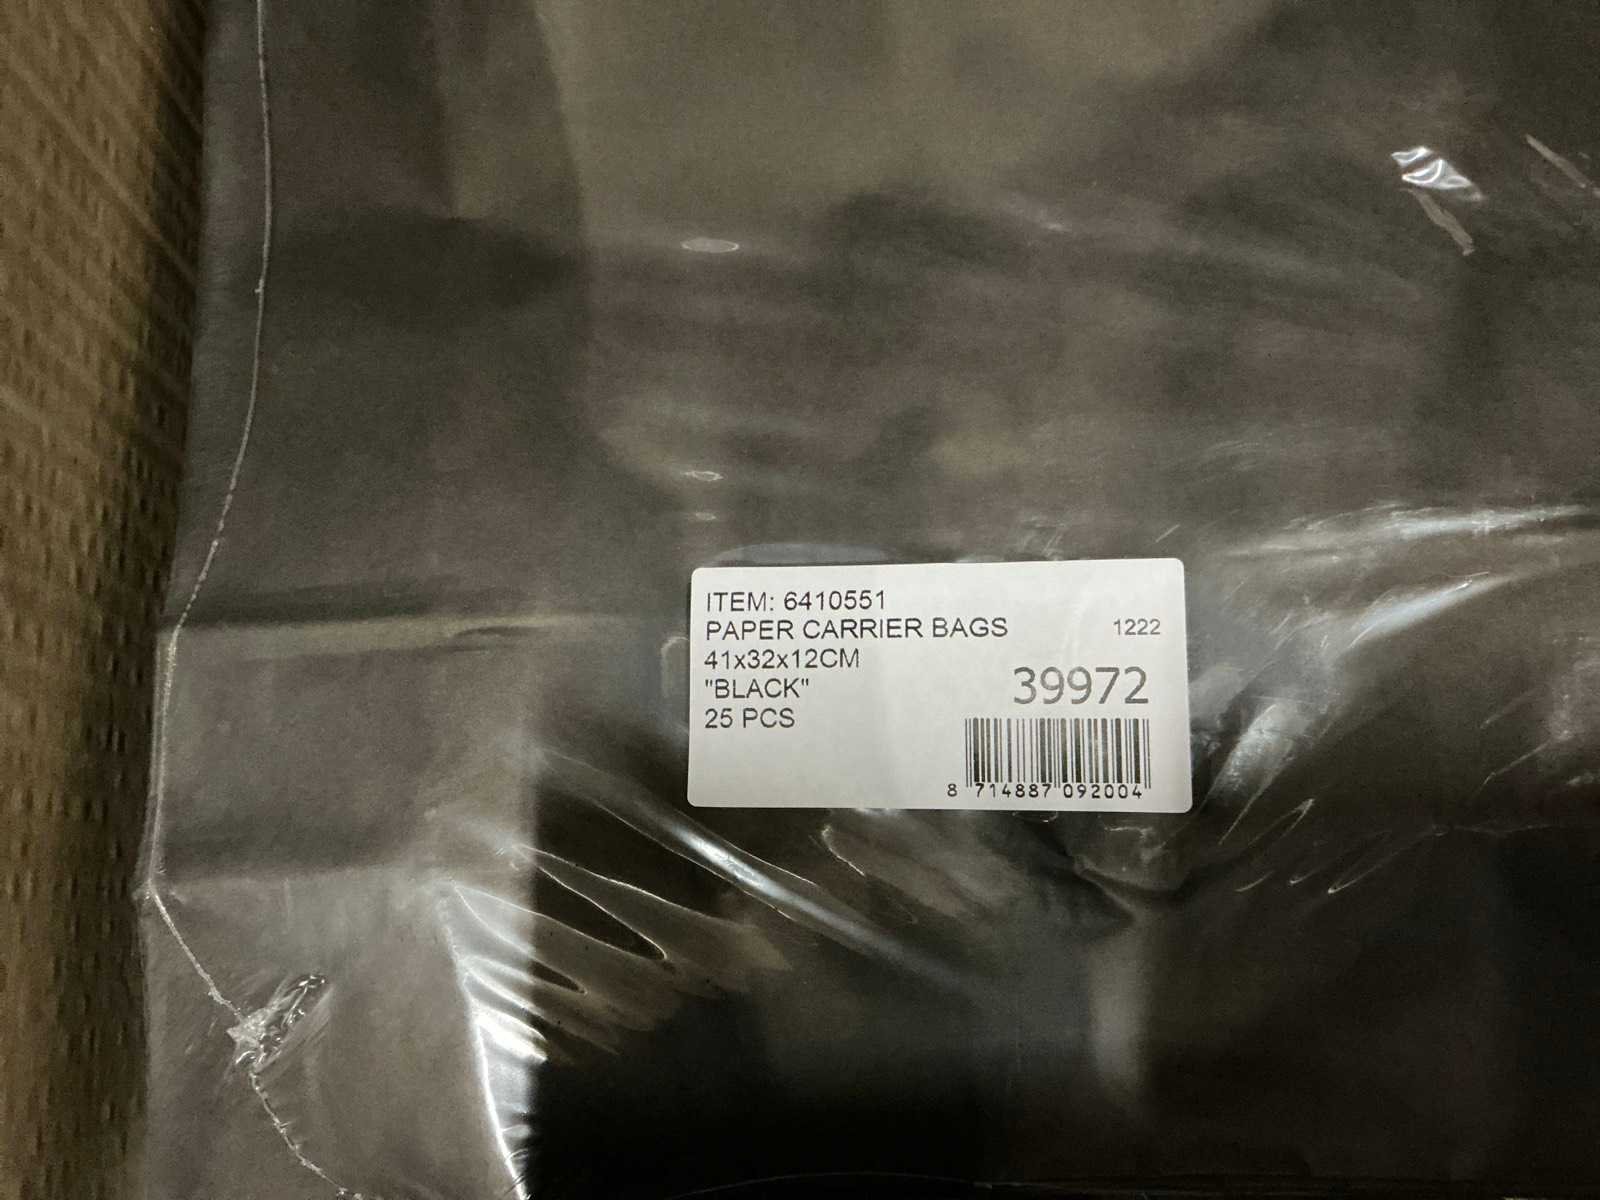 ITEM: 6410551
PAPER CARRIER BAGS
1222
41x32x12CM
"BLACK"
39972
25 PCS
8 714887 092004